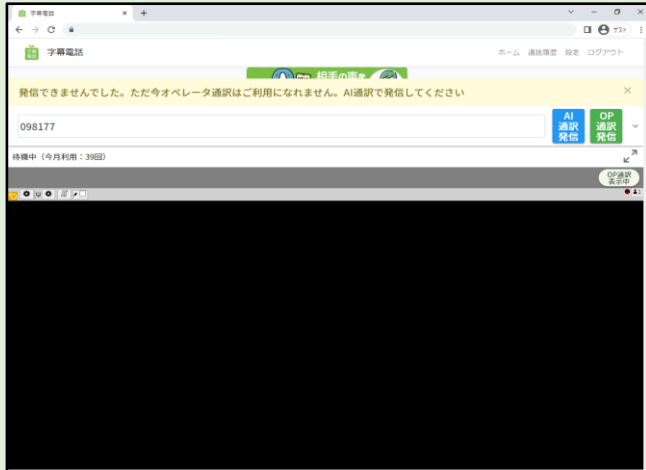 字幕電話
字幕電話
ホーム 通話履歴 設定 ログアウト
相手の声を
発信できませんでした。ただ今オペレータ通訳はご利用になれません。AI通訳で発信してください
098177
AI
通訳
発信
OP
通訳
発信
待機中（今月利用：39回）
OP通訳
表示中